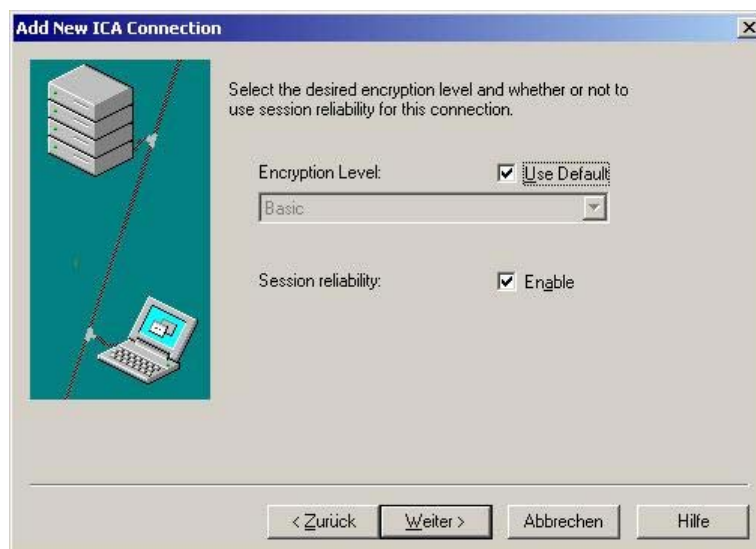 Add New ICA Connection
Select the desired encryption level and whether or not to
use session reliability for this connection.
Encryption Level:
Use Default
Basic
Session reliability:
Enable
< Zurück
Weiter >
Abbrechen
Hilfe